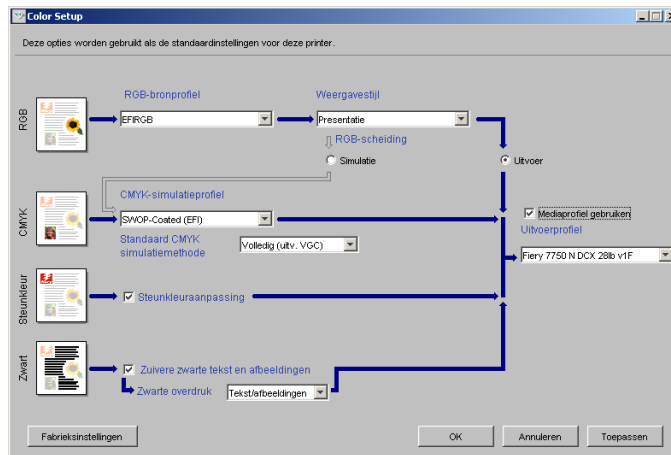 Color Setup
Deze opties worden gebruikt als de standaardinstellingen voor deze printer.
RGB
RGB-bronprofiel
Weergavestijl
EFIRGB
Presentatie
RGB-scheiding
Simulatie
Uitvoer
CMYK
CMYK-simulatieprofiel
SWOP-Coated (EFI)
Mediaprofiel gebruiken
Uitvoerprofiel
Standaard CMYK
simulatiemethode
Volledig (uitv. VGC)
Fiery 7750 N DCX 28lb v1F
Steunkleur
Steunkleuraanpassing
Zwart
Zuivere zwarte tekst en afbeeldingen
Zwarte overdruk
Tekst/afbeeldingen
Fabrieksinstellingen
OK
Annuleren
Toepassen